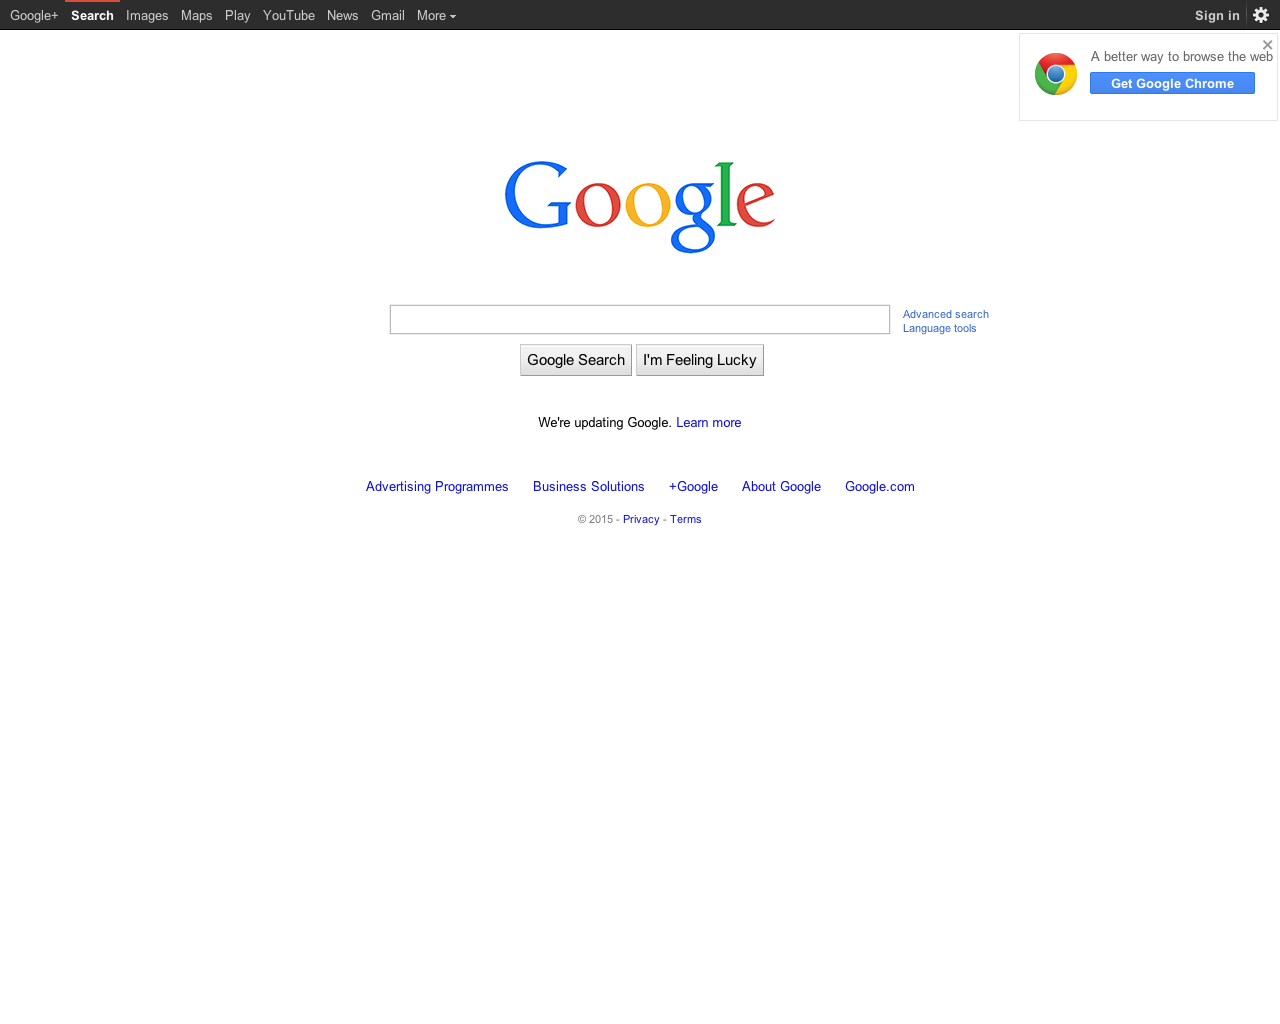 Google+ Search Images Maps Play YouTube News Gmail More Sign in
A better way to browse the web
Get Google Chrome
Google
Advanced search
Language tools
Google Search I'm Feeling Lucky
We're updating Google. Learn more
Advertising Programmes Business Solutions +Google About Google Google.com
© 2015 - Privacy - Terms